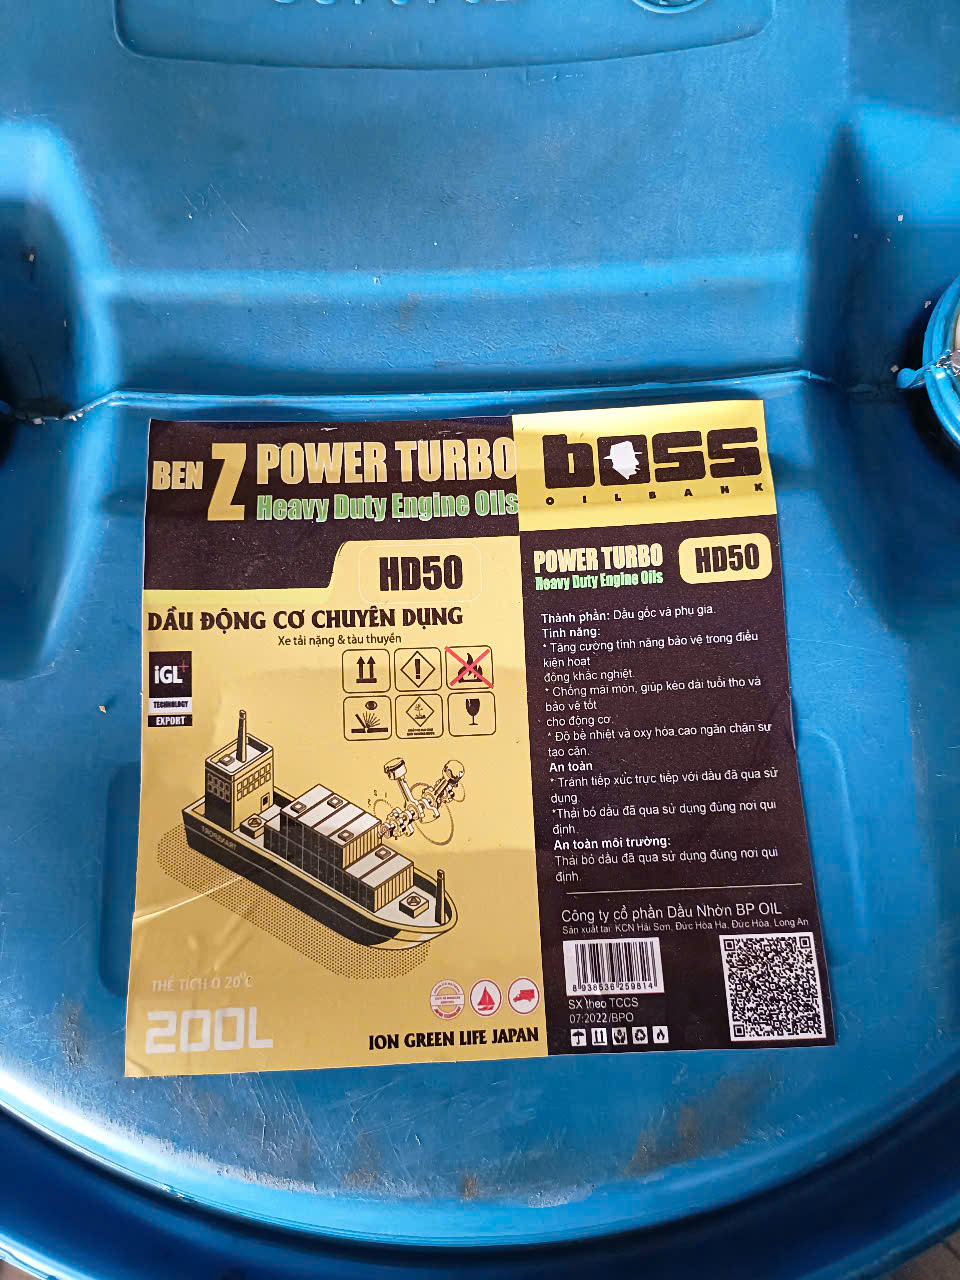 BEN Z POWER TURBO
Heavy Duty Engine Oils
HD50
DẦU ĐỘNG CƠ CHUYÊN DỤNG
Xe tải nặng & tàu thuyền
iGL+
TECHNOLOGY
EXPORT
THỂ TÍCH Ở 20°C
200L
ION GREEN LIFE JAPAN
boss
OILBANK
POWER TURBO
Heavy Duty Engine Oils
HD50
Thành phần: Dầu gốc và phụ gia.
Tính năng:
* Tăng cường tính năng bảo vệ trong điều
kiện hoạt
động khắc nghiệt.
* Chống mài mòn, giúp kéo dài tuổi thọ và
bảo vệ tốt
cho động cơ.
* Độ bề nhiệt và oxy hóa cao ngăn chặn sự
tạo cặn.
An toàn
* Tránh tiếp xúc trực tiếp với dầu đã qua sử
dụng
*Thải bỏ dầu đã qua sử dụng đúng nơi qui
định.
An toàn môi trường:
Thải bỏ dầu đã qua sử dụng đúng nơi qui
định.
Công ty cổ phần Dầu Nhờn BP OIL
Sản xuất tại: KCN Hải Sơn, Đức Hòa Hạ, Đức Hòa, Long An
8 938536 259814
SX theo TCCS
07:2022/BPO